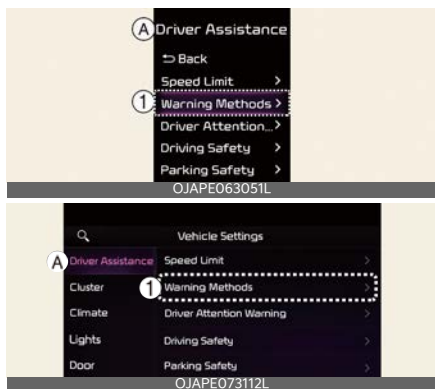 A Driver Assistance
Back
Speed Limit >
1 Warning Methods >
Driver Attention... >
Driving Safety >
Parking Safety >
OJAPE063051L
Vehicle Settings
A Driver Assistance Speed Limit >
Cluster 1 Warning Methods >
Climate Driver Attention Warning >
Lights Driving Safety >
Door Parking Safety >
OJAPE073112L